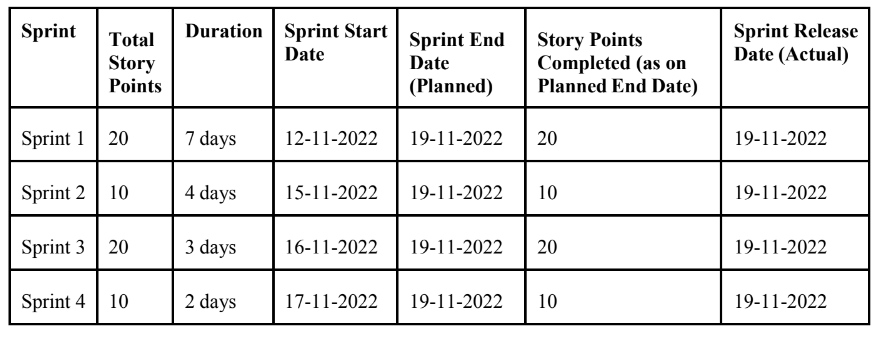 Sprint Total Story Points Duration Sprint Start Date Sprint End Date (Planned) Story Points Completed (as on Planned End Date) Sprint Release Date (Actual)
Sprint 1 20 7 days 12-11-2022 19-11-2022 20 19-11-2022
Sprint 2 10 4 days 15-11-2022 19-11-2022 10 19-11-2022
Sprint 3 20 3 days 16-11-2022 19-11-2022 20 19-11-2022
Sprint 4 10 2 days 17-11-2022 19-11-2022 10 19-11-2022